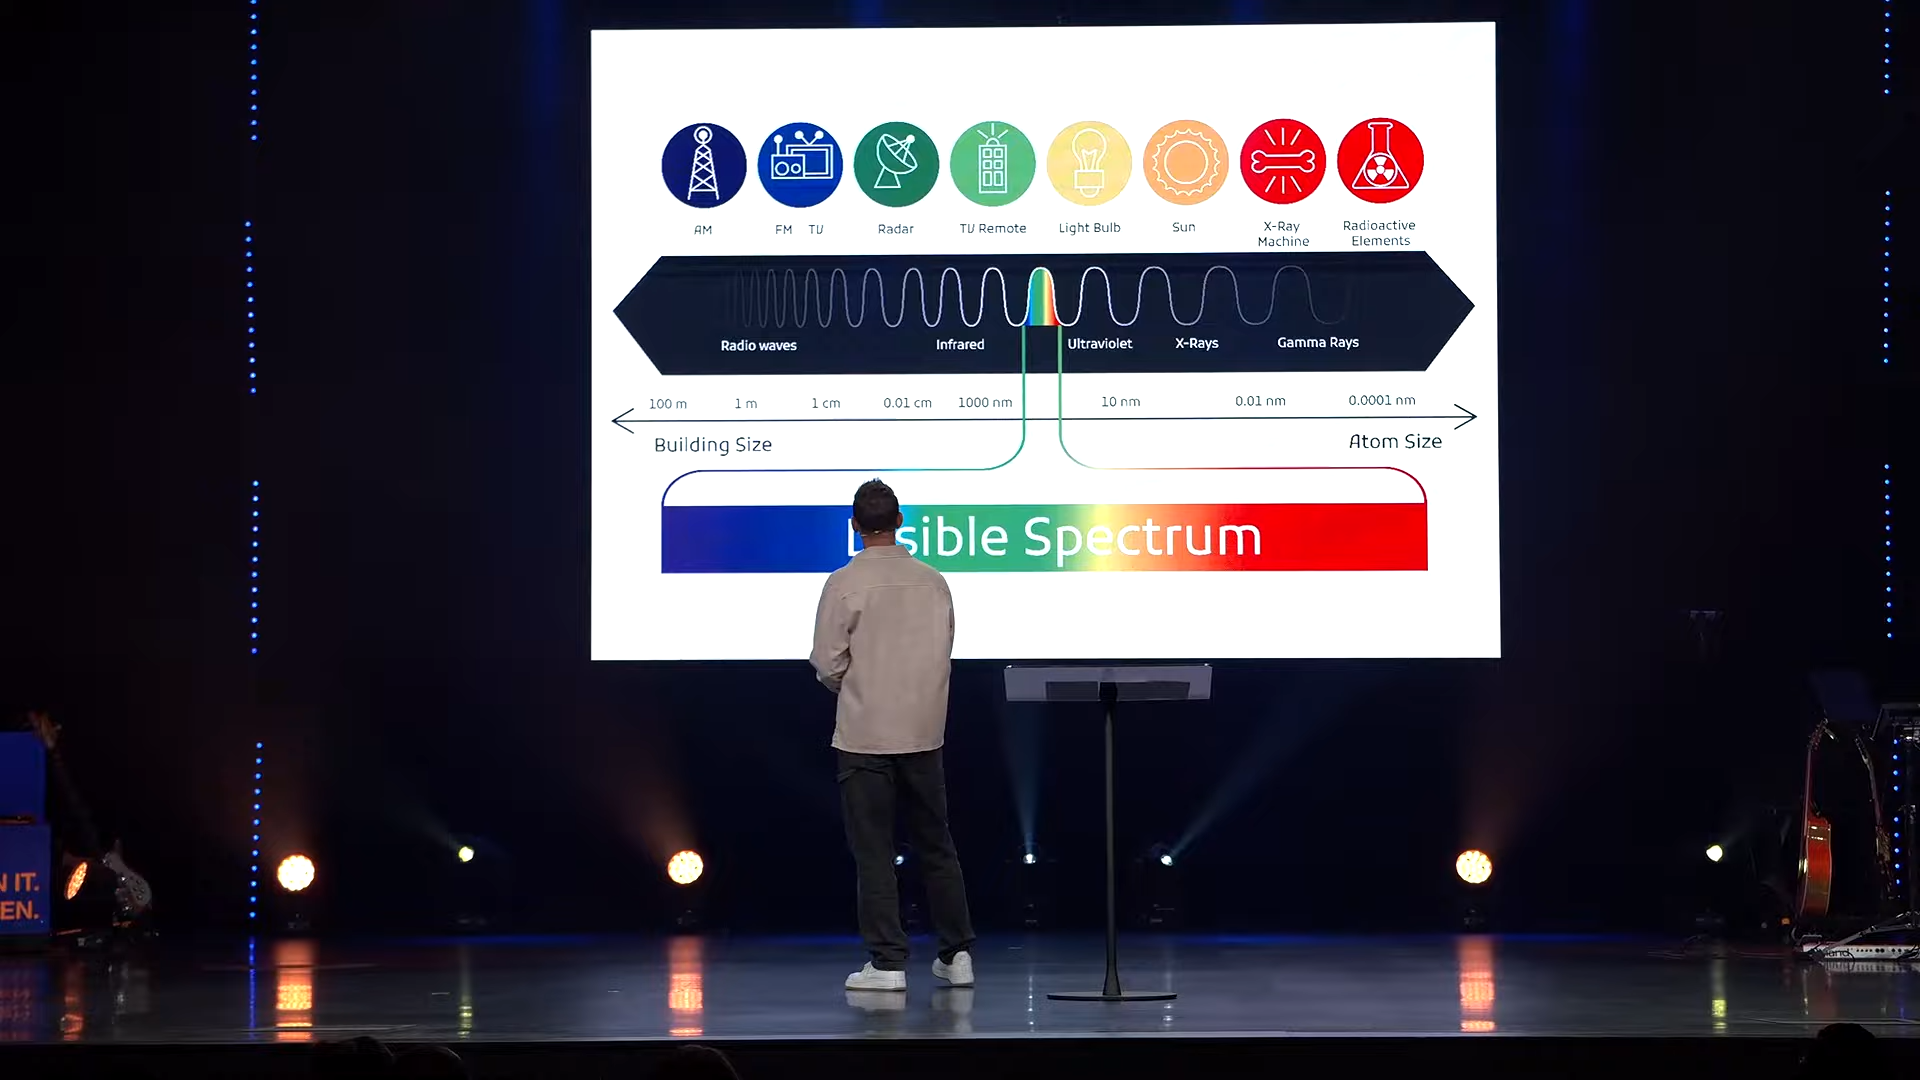 AM
FM TV
Radar
TV Remote
Light Bulb
Sun
X-Ray
Machine
Radioactive
Elements
Radio waves
Infrared
Ultraviolet
X-Rays
Gamma Rays
100 m
1 m
1 cm
0.01 cm
1000 nm
10 nm
0.01 nm
0.0001 nm
Building Size
Atom Size
Spectrum
IT.
EN.